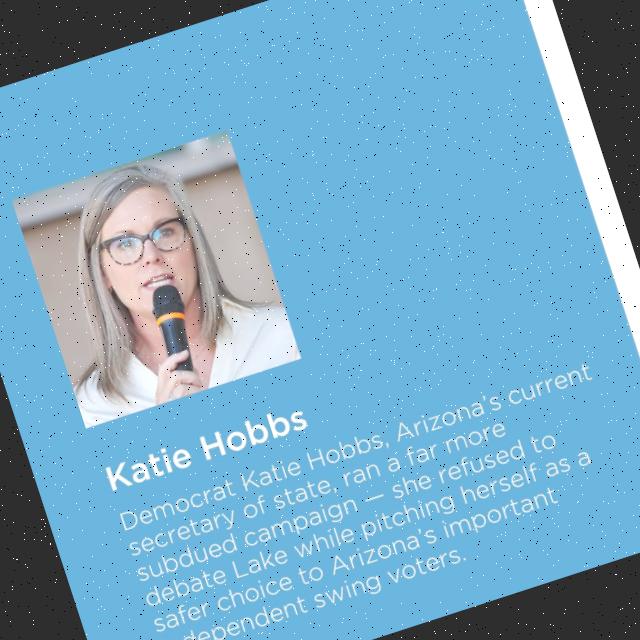 Katie Hobbs
Democrat Katie Hobbs, Arizona's current
secretary of state, ran a far more
subdued campaign — she refused to
debate Lake while pitching herself as a
safer choice to Arizona's important
dependent swing voters.